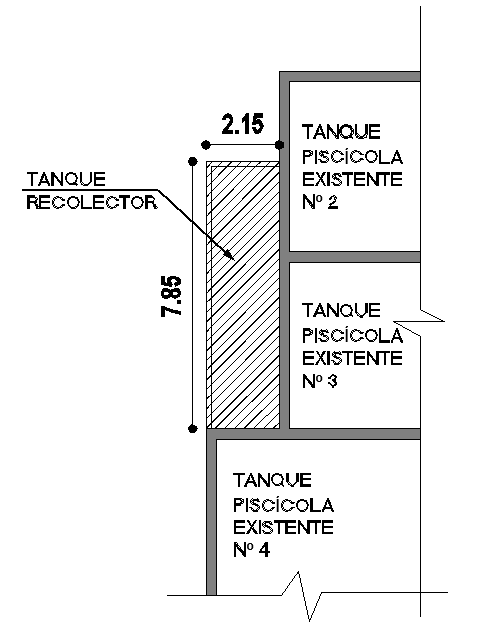 TANQUE
PISCÍCOLA
EXISTENTE
Nº 2
2.15
TANQUE
RECOLECTOR
7.85
TANQUE
PISCÍCOLA
EXISTENTE
Nº 3
TANQUE
PISCÍCOLA
EXISTENTE
Nº 4